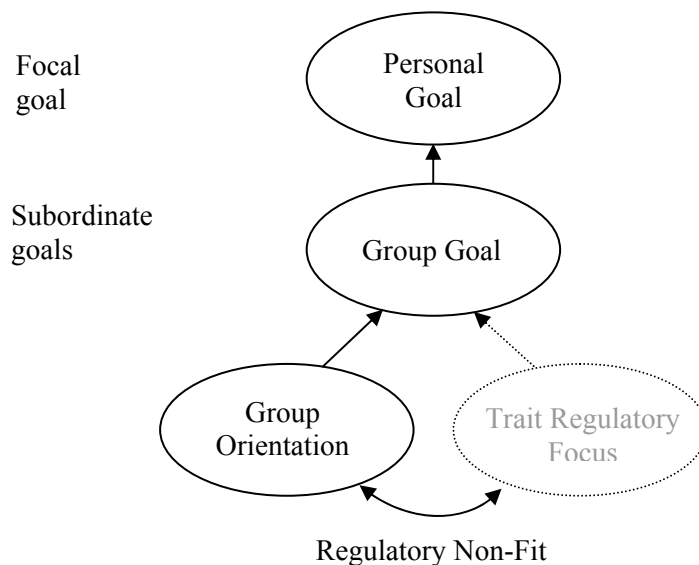 Focal
goal
Personal
Goal
Subordinate
goals
Group Goal
Group
Orientation
Trait Regulatory
Focus
Regulatory Non-Fit